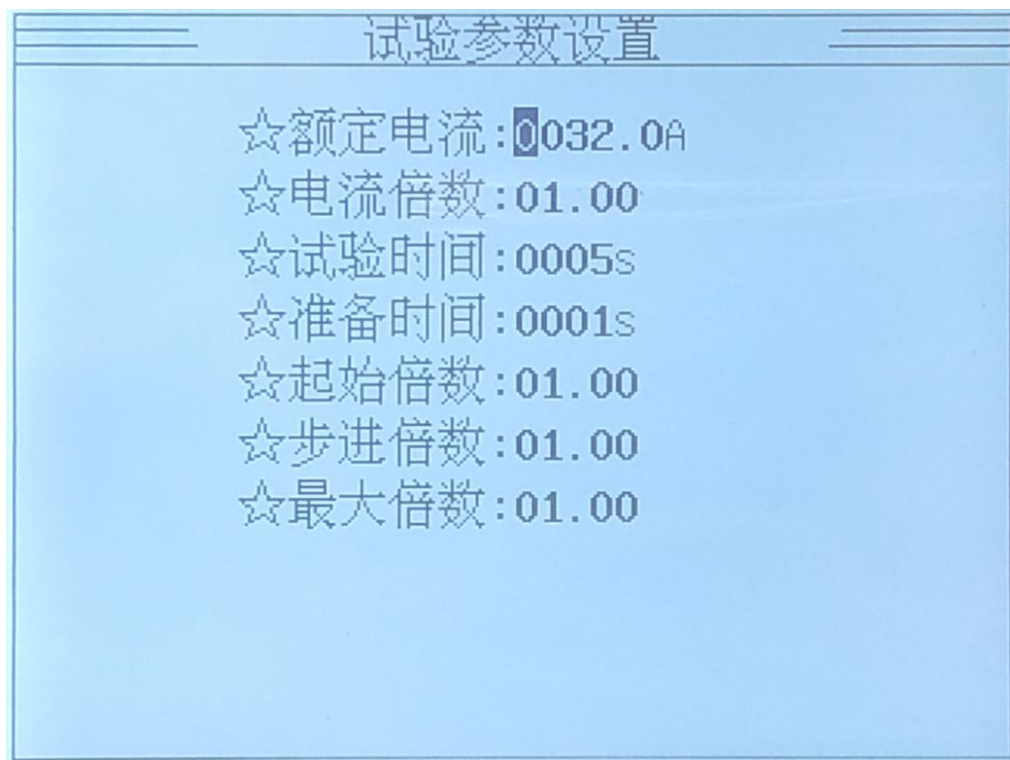 试验参数设置
☆额定电流:0032.0A
☆电流倍数:01.00
☆试验时间:0005s
☆准备时间:0001s
☆起始倍数:01.00
☆步进倍数:01.00
☆最大倍数:01.00